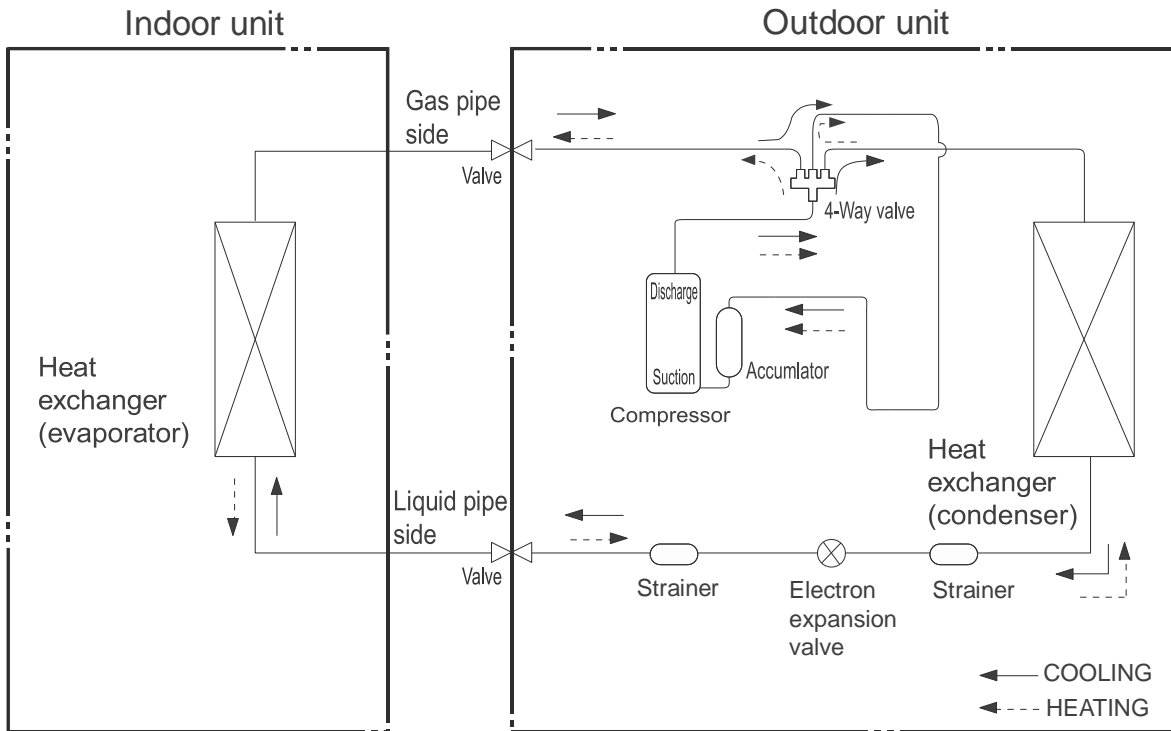 Indoor unit
Outdoor unit
Gas pipe
side
Valve
4-Way valve
Discharge
Suction
Accumlator
Compressor
Heat
exchanger
(evaporator)
Heat
exchanger
(condenser)
Liquid pipe
side
Valve
Strainer
Electron
expansion
valve
Strainer
COOLING
HEATING